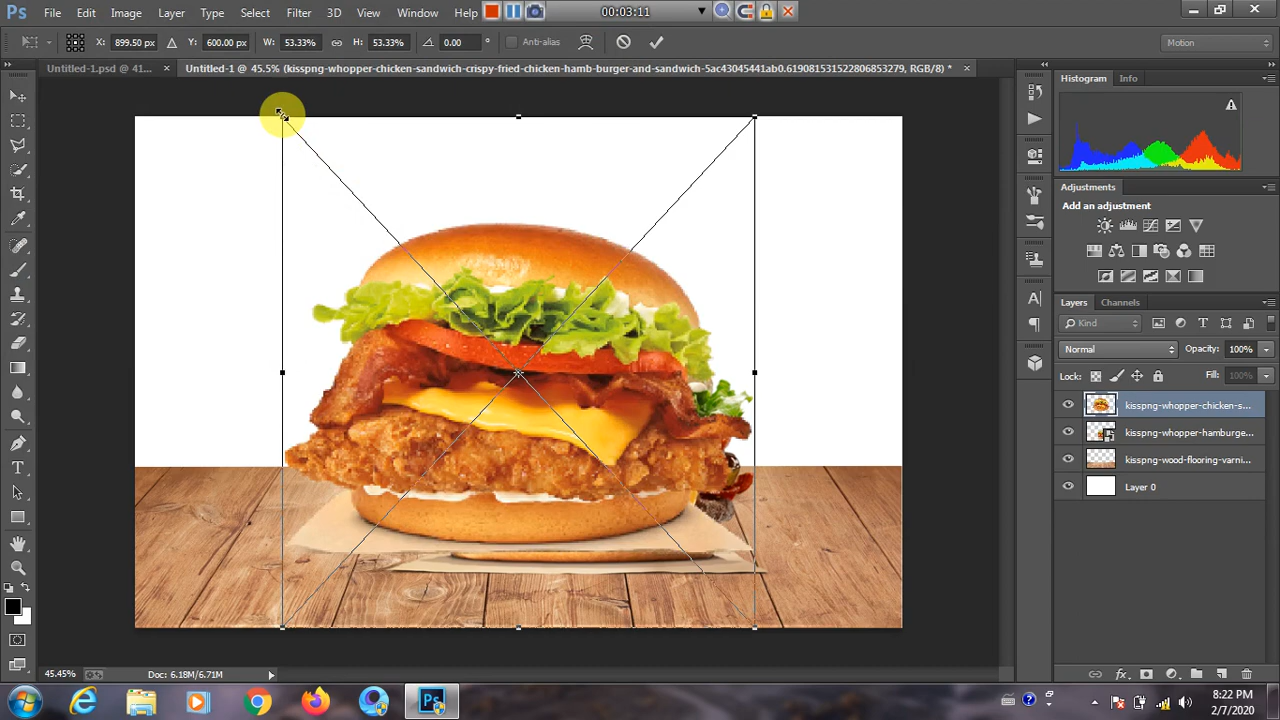 Ps File Edit Image Layer Type Select Filter 3D View Window Help 00:03:11
X: 899.50 px Y: 600.00 px W: 53.33% H: 53.33% 0.00 ° Anti-alias Motion
Untitled-1.psd @ 41... × Untitled-1 @ 45.5% (kisspng-whopper-chicken-sandwich-crispy-fried-chicken-hamb-burger-and-sandwich-5ac43045441ab0.619081531522806853279, RGB/8) * ×
Histogram Info
Adjustments
Add an adjustment
Layers Channels
Kind
Normal Opacity: 100%
Lock: Fill: 100%
kisspng-whopper-chicken-s...
kisspng-whopper-hamburge...
kisspng-wood-flooring-varni...
Layer 0
45.45% Doc: 6.18M/6.71M
8:22 PM
2/7/2020